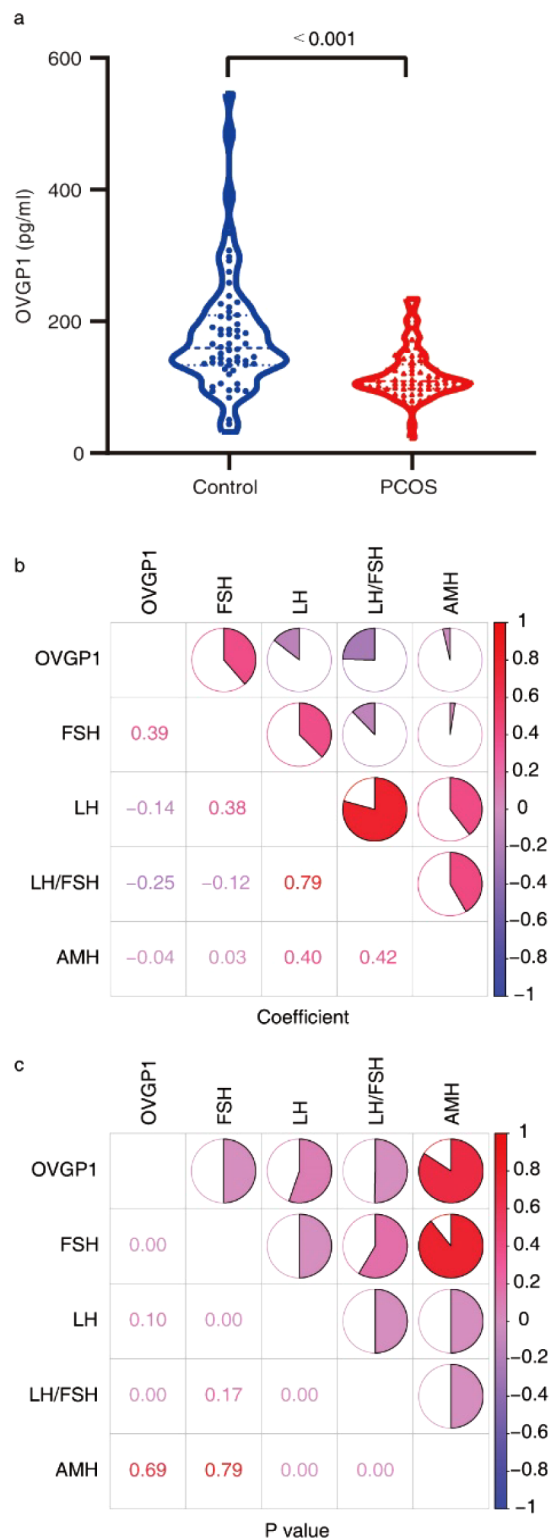 a
< 0.001
600
400
200
0
OVGP1 (pg/ml)
Control PCOS
b
OVGP1 FSH LH LH/FSH AMH
OVGP1
FSH 0.39
LH −0.14 0.38
LH/FSH −0.25 −0.12 0.79
AMH −0.04 0.03 0.40 0.42
1
0.8
0.6
0.4
0.2
0
−0.2
−0.4
−0.6
−0.8
−1
Coefficient
c
OVGP1 FSH LH LH/FSH AMH
OVGP1
FSH 0.00
LH 0.10 0.00
LH/FSH 0.00 0.17 0.00
AMH 0.69 0.79 0.00 0.00
1
0.8
0.6
0.4
0.2
0
−0.2
−0.4
−0.6
−0.8
−1
P value